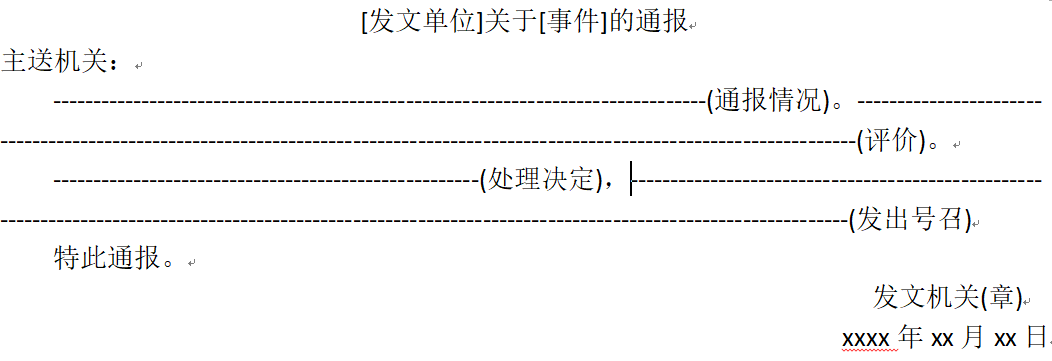 [发文单位]关于[事件]的通报
主送机关：
--------------------------------------------------------------------------------(通报情况)。-----------------------
---------------------------------------------------------------------------------------------------------(评价)。
----------------------------------------------------(处理决定)，---------------------------------------------------
--------------------------------------------------------------------------------------------------------(发出号召)
特此通报。
发文机关(章)
xxxx 年 xx 月 xx 日